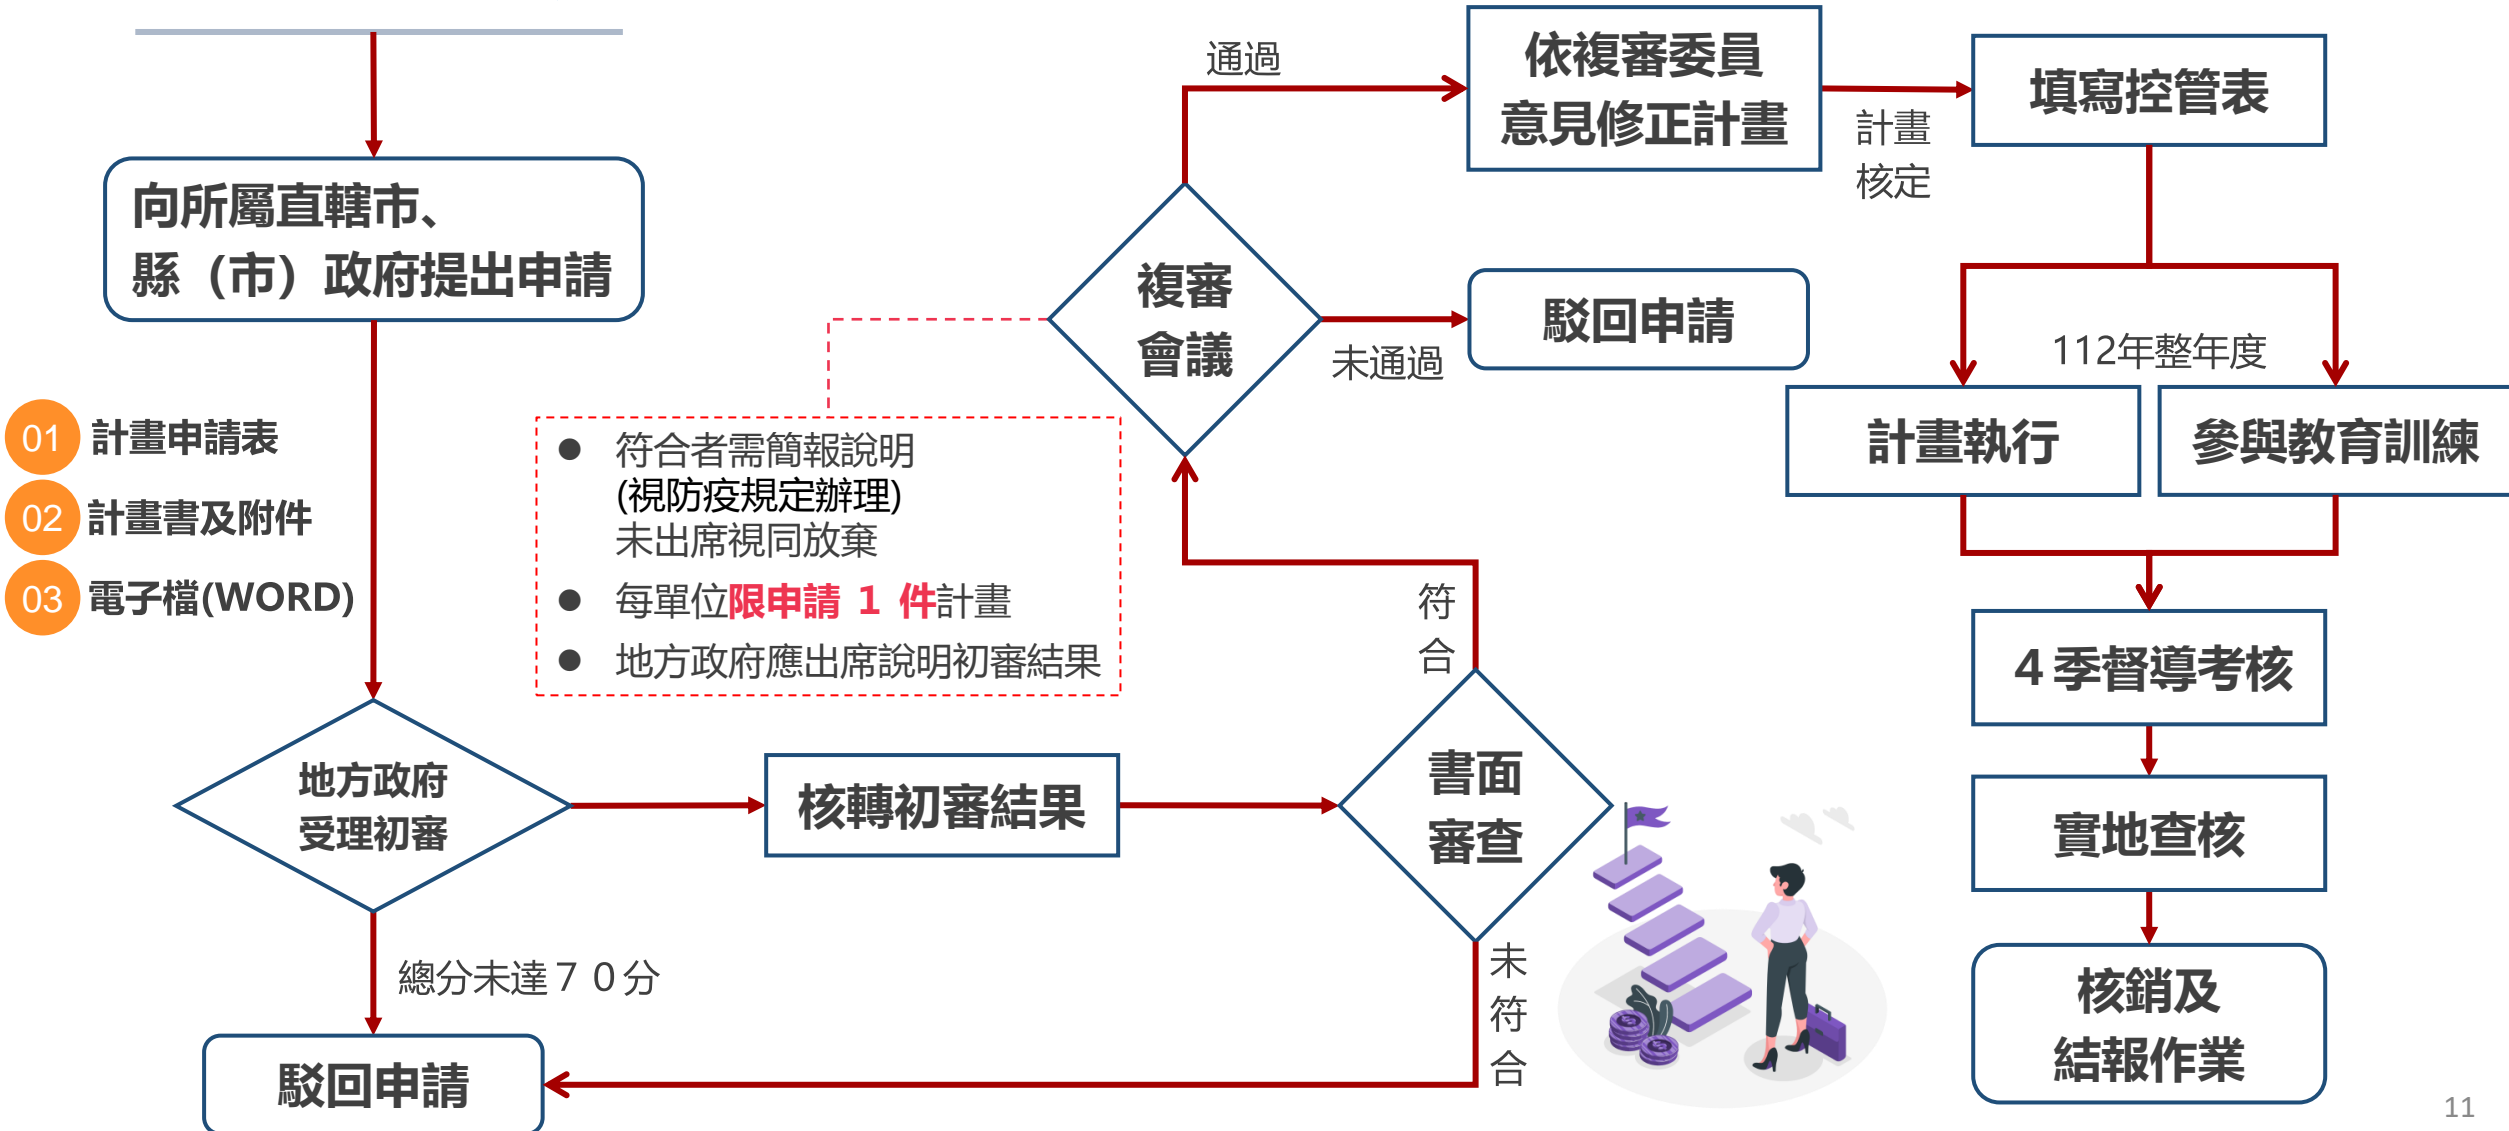 向所屬直轄市、
縣（市）政府提出申請
01 計畫申請表
02 計畫書及附件
03 電子檔(WORD)
地方政府
受理初審
總分未達７０分
駁回申請
核轉初審結果
書面
審查
未
符
合
符
合
複審
會議
符合者需簡報說明
(視防疫規定辦理)
未出席視同放棄
每單位限申請 1 件計畫
地方政府應出席說明初審結果
未通過
駁回申請
通過
依複審委員
意見修正計畫
計畫
核定
填寫控管表
112年整年度
計畫執行
參與教育訓練
4 季督導考核
實地查核
核銷及
結報作業
11